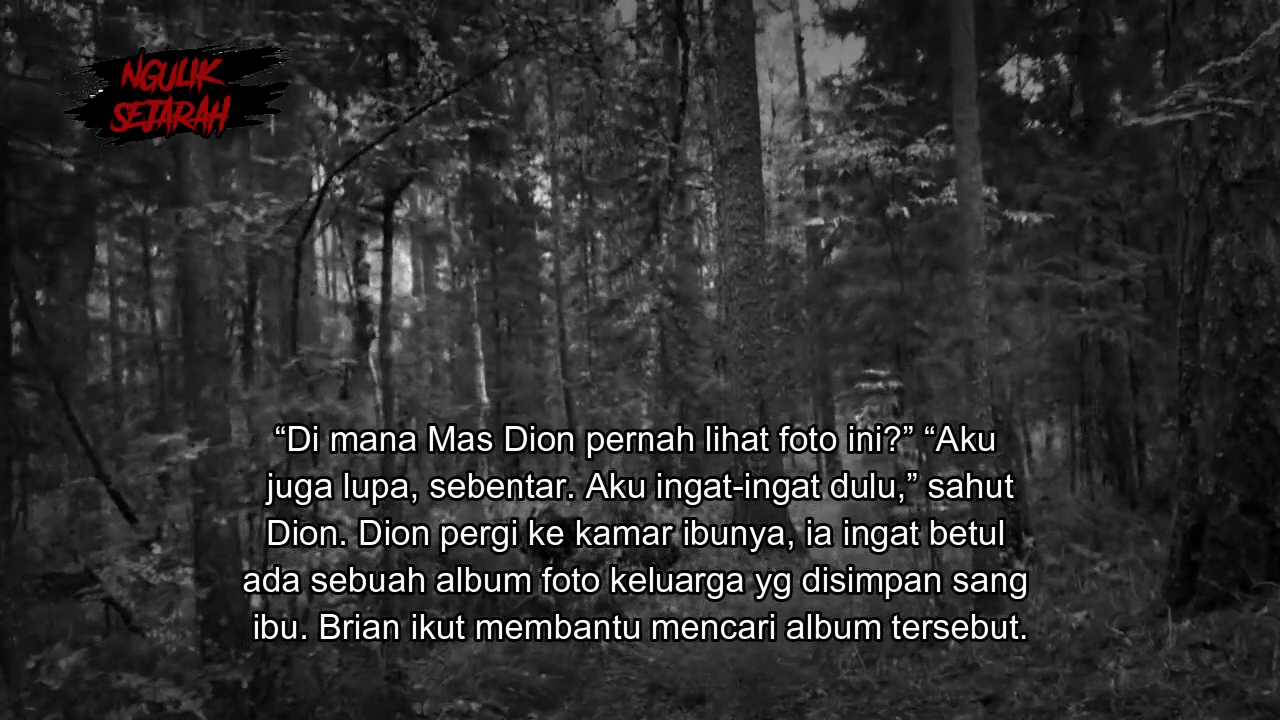 NGULIK
SEJARAH
“Di mana Mas Dion pernah lihat foto ini?” “Aku
juga lupa, sebentar. Aku ingat-ingat dulu,” sahut
Dion. Dion pergi ke kamar ibunya, ia ingat betul
ada sebuah album foto keluarga yg disimpan sang
ibu. Brian ikut membantu mencari album tersebut.